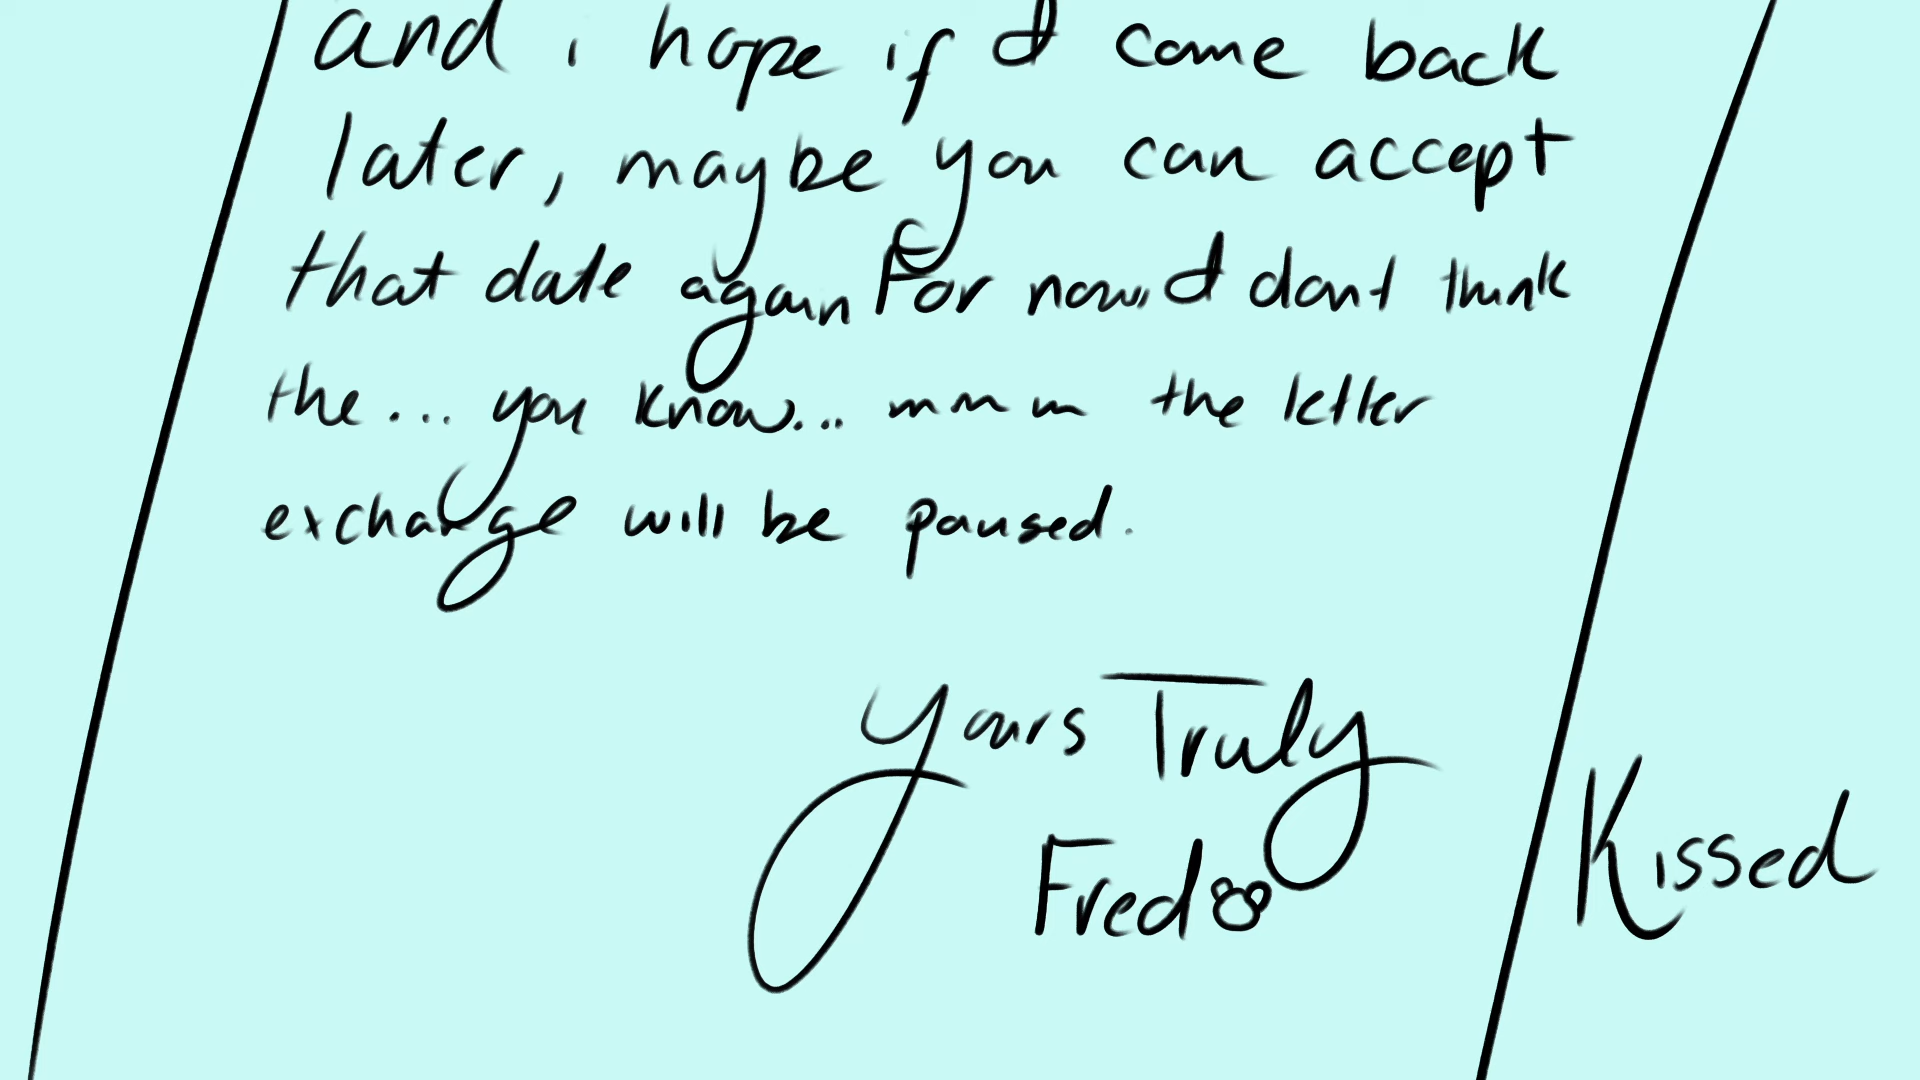 and i hope if I come back
later, maybe you can accept
that date again For now, I dont think
the... you know... mmm the letter
exchange will be paused.
Yours Truly
Fred
Kissed